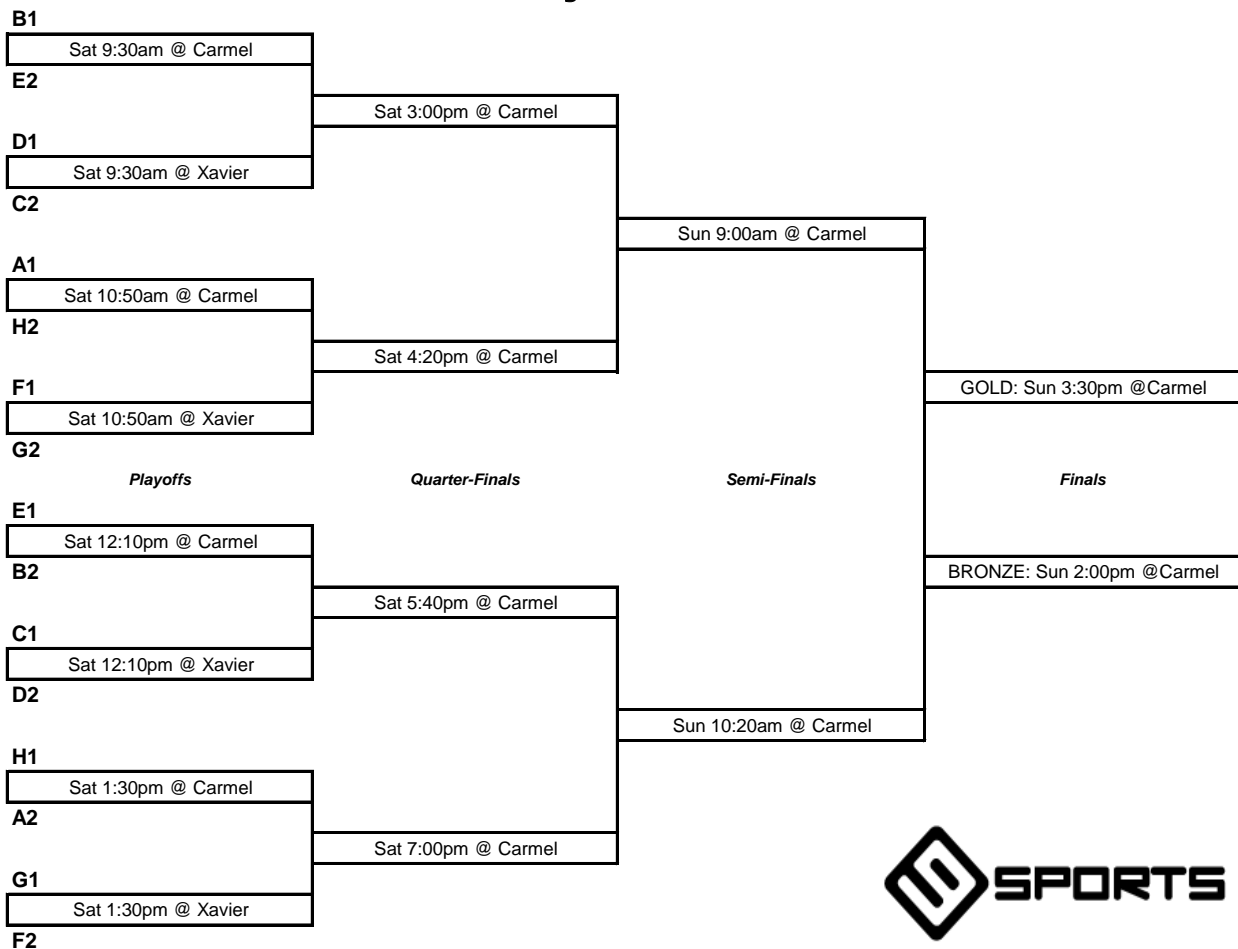 B1
Sat 9:30am @ Carmel
E2
Sat 3:00pm @ Carmel
D1
Sat 9:30am @ Xavier
C2
Sun 9:00am @ Carmel
A1
Sat 10:50am @ Carmel
H2
Sat 4:20pm @ Carmel
F1
GOLD: Sun 3:30pm @Carmel
Sat 10:50am @ Xavier
G2
Playoffs Quarter-Finals Semi-Finals Finals
E1
Sat 12:10pm @ Carmel
B2
BRONZE: Sun 2:00pm @Carmel
Sat 5:40pm @ Carmel
C1
Sat 12:10pm @ Xavier
D2
Sun 10:20am @ Carmel
H1
Sat 1:30pm @ Carmel
A2
Sat 7:00pm @ Carmel
G1
SPORTS
Sat 1:30pm @ Xavier
F2